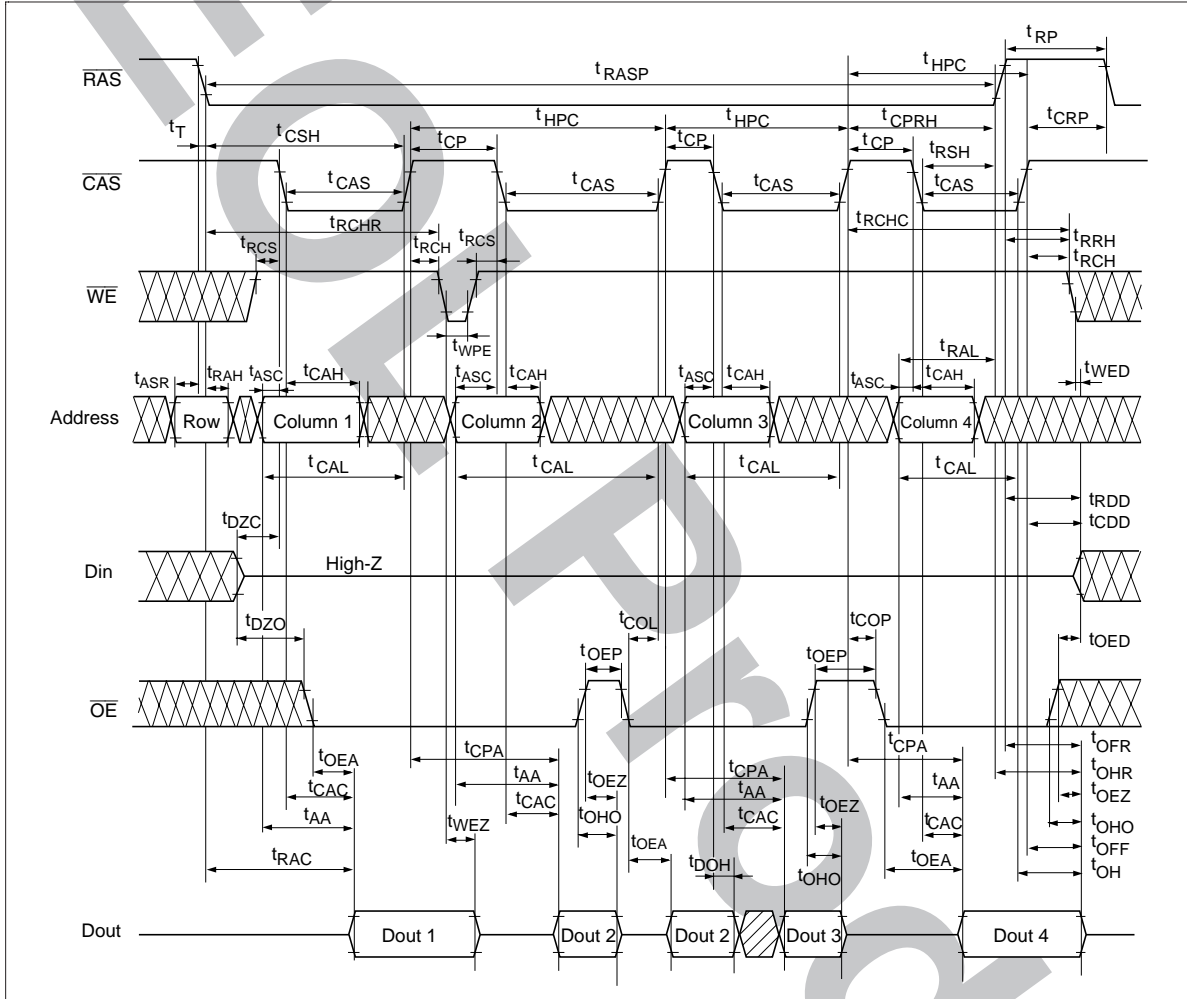 tRP
RAS
tRASP
tHPC
tT
tCSH
tHPC
tHPC
tCPRH
tCRP
tCP
tCP
tCP
tRSH
CAS
tCAS
tCAS
tCAS
tCAS
tRCHR
tRCHC
tRCS
tRCH
tRCS
tRRH
tRCH
WE
tWPE
tRAL
tWED
tASR
tRAH
tASC
tCAH
tASC
tCAH
tASC
tCAH
tASC
tCAH
Address
Row
Column 1
Column 2
Column 3
Column 4
tCAL
tCAL
tCAL
tCAL
tRDD
tCDD
tDZC
Din
High-Z
tDZO
tCOL
tCOP
tOED
tOEP
tOEP
OE
tOEA
tCPA
tCPA
tCPA
tOFR
tCAC
tAA
tOEZ
tAA
tOEZ
tAA
tOHR
tOEZ
tAA
tWEZ
tCAC
tOHO
tCAC
tCAC
tOHO
tOFF
tRAC
tOEA
tDOH
tOHO
tOEA
tOH
Dout
Dout 1
Dout 2
Dout 2
Dout 3
Dout 4
EOL Prod